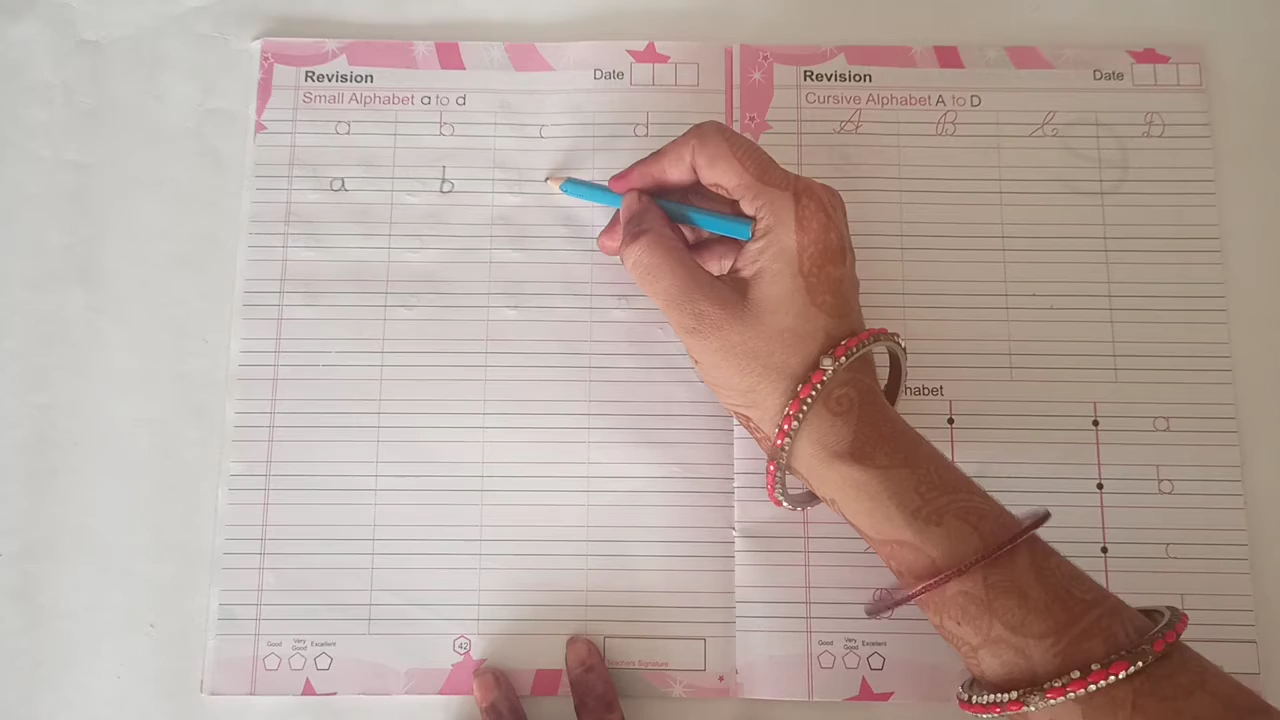 Revision Date
Small Alphabet a to d
a b c d
a b
Good Very Good Excellent
42
Teachers Signature
Revision Date
Cursive Alphabet A to D
A B C D
habet
a
b
c
Good Very Good Excellent